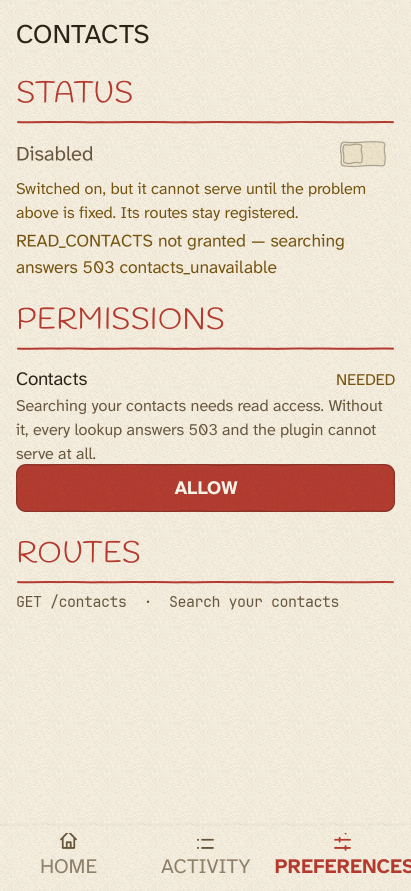 CONTACTS
STATUS
Disabled
Switched on, but it cannot serve until the problem
above is fixed. Its routes stay registered.
READ_CONTACTS not granted — searching
answers 503 contacts_unavailable
PERMISSIONS
Contacts NEEDED
Searching your contacts needs read access. Without
it, every lookup answers 503 and the plugin cannot
serve at all.
ALLOW
ROUTES
GET /contacts · Search your contacts
HOME ACTIVITY PREFERENCES